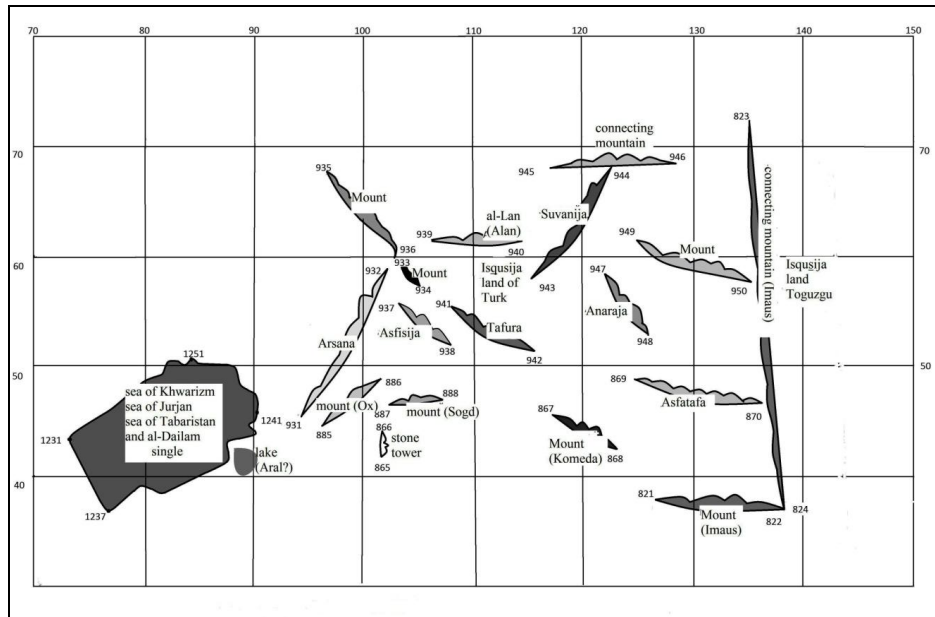 70 80 90 100 110 120 130 140 150
823
connecting
mountain
70
945
946
70
935
944
Mount
al-Lan
(Alan)
Suvanija
connecting mountain (Imaus)
939
949
Mount
936
940
60
933
932
Mount
Isqusija
land of
Turk
947
Isqusija
land
Toguzgu
934
943
950
937
941
Anaraja
Arsana
Asfisija
Tafura
938
942
948
1251
50
50
886
869
sea of Khwarizm
sea of Jurjan
sea of Tabaristan
and al-Dailam
single
888
Asfatafa
mount (Ox)
mount (Sogd)
1241
931
887
867
870
885
866
1231
stone
tower
Mount
(Komeda)
lake
(Aral?)
865
868
40
40
821
1237
Mount
(Imaus)
824
822